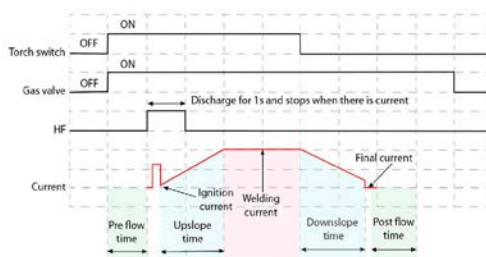 ON
Torch switch
OFF
ON
Gas valve
OFF
Discharge for 1s and stops when there is current
HF
Final current
Current
Ignition
current
Welding
current
Pre flow
time
Upslope
time
Downslope
time
Post flow
time